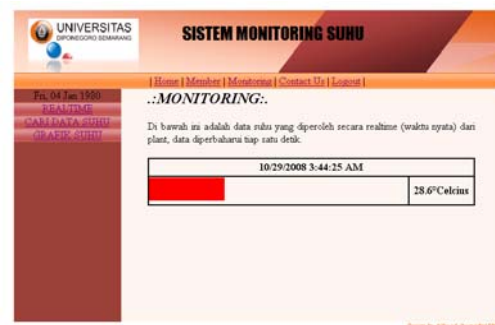 UNIVERSITAS
DIPONEGORO SEMARANG
SISTEM MONITORING SUHU
| Home | Member | Monitoring | Contact Us | Logout |
Fri, 04 Jan 1980
REALTIME
CARI DATA SUHU
GRAFIK SUHU
.:MONITORING:.
Di bawah ini adalah data suhu yang diperoleh secara realtime (waktu nyata) dari
plant, data diperbaharui tiap satu detik.
10/29/2008 3:44:25 AM
28.6°Celcius